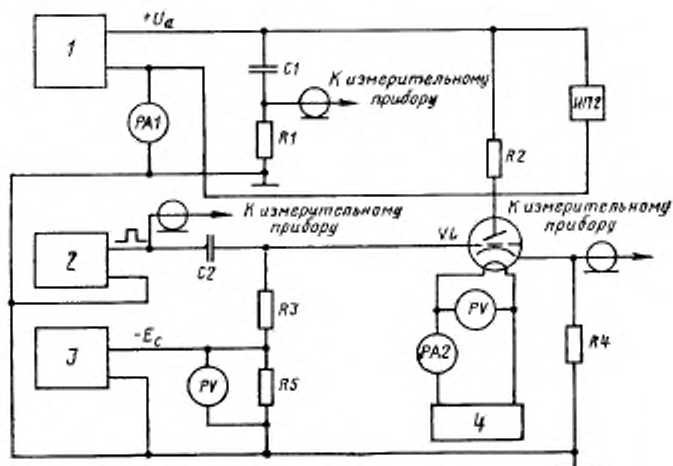 +Uа
1
C1
К измерительному
прибору
ИП2
PA1
R1
R2
К измерительному
прибору
К измерительному
прибору
2
C2
VL
R3
PV
-Ec
PA2
R4
3
PV
R5
4